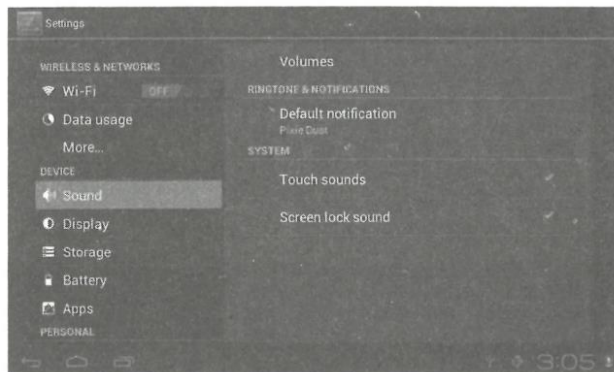 Settings
WIRELESS & NETWORKS
Wi-Fi OFF
Data usage
More...
DEVICE
Sound
Display
Storage
Battery
Apps
PERSONAL
Volumes
RINGTONE & NOTIFICATIONS
Default notification
Pixie Dust
SYSTEM
Touch sounds
Screen lock sound
3:05